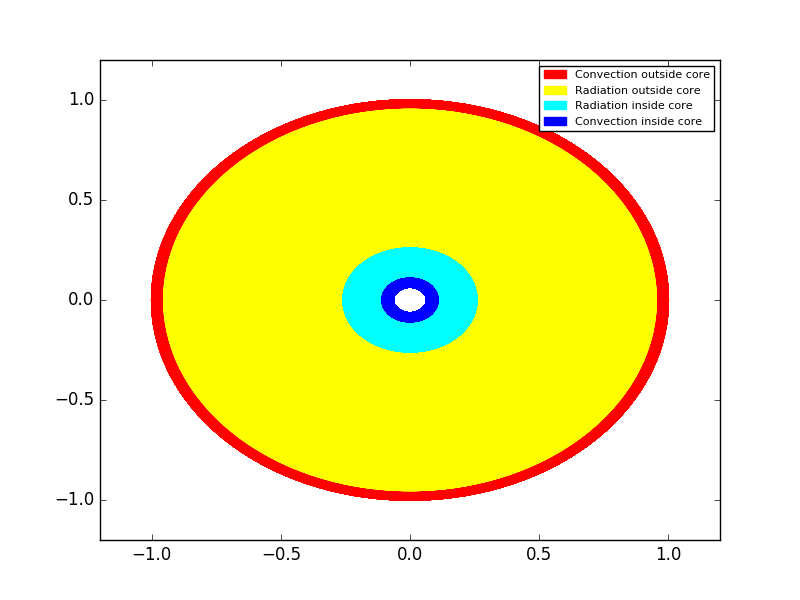 Convection outside core
Radiation outside core
Radiation inside core
Convection inside core
1.0
0.5
0.0
−0.5
−1.0
−1.0 −0.5 0.0 0.5 1.0